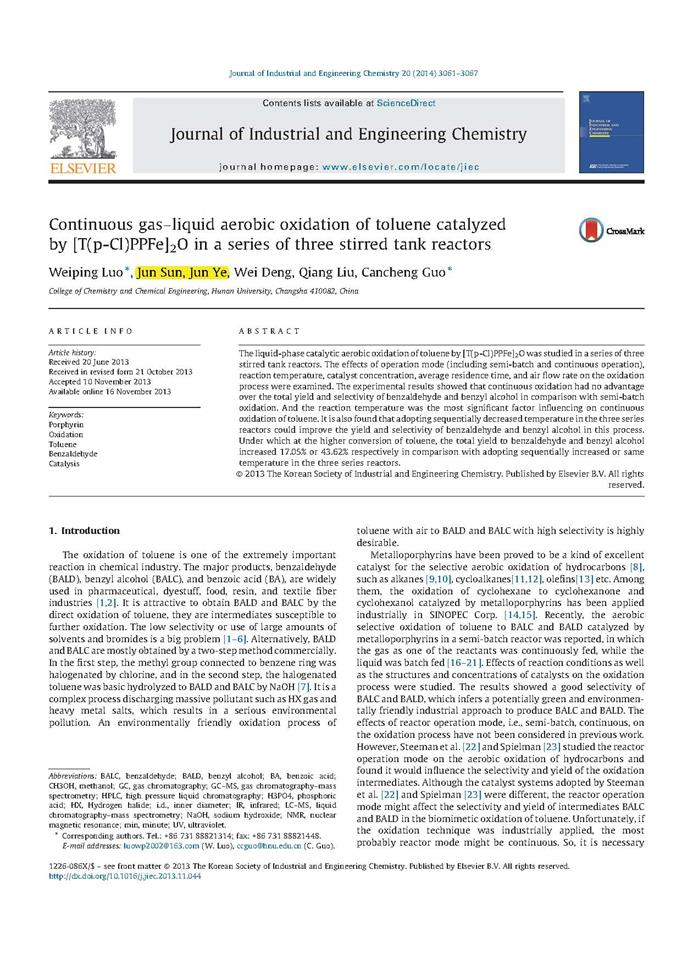 Journal of Industrial and Engineering Chemistry 20 (2014) 3061–3067
Contents lists available at ScienceDirect
Journal of Industrial and Engineering Chemistry
journal homepage: www.elsevier.com/locate/jiec
ELSEVIER
Continuous gas–liquid aerobic oxidation of toluene catalyzed
by [T(p-Cl)PPFe]2O in a series of three stirred tank reactors
CrossMark
Weiping Luo*, Jun Sun, Jun Ye, Wei Deng, Qiang Liu, Cancheng Guo*
College of Chemistry and Chemical Engineering, Hunan University, Changsha 410082, China
ARTICLE INFO
Article history:
Received 20 June 2013
Received in revised form 21 October 2013
Accepted 10 November 2013
Available online 16 November 2013
Keywords:
Porphyrin
Oxidation
Toluene
Benzaldehyde
Catalysis
ABSTRACT
The liquid-phase catalytic aerobic oxidation of toluene by [T(p-Cl)PPFe]2O was studied in a series of three
stirred tank reactors. The effects of operation mode (including semi-batch and continuous operation),
reaction temperature, catalyst concentration, average residence time, and air flow rate on the oxidation
process were examined. The experimental results showed that continuous oxidation had no advantage
over the total yield and selectivity of benzaldehyde and benzyl alcohol in comparison with semi-batch
oxidation. And the reaction temperature was the most significant factor influencing on continuous
oxidation of toluene. It is also found that adopting sequentially decreased temperature in the three series
reactors could improve the yield and selectivity of benzaldehyde and benzyl alcohol in this process.
Under which at the higher conversion of toluene, the total yield to benzaldehyde and benzyl alcohol
increased 17.05% or 43.62% respectively in comparison with adopting sequentially increased or same
temperature in the three series reactors.
© 2013 The Korean Society of Industrial and Engineering Chemistry. Published by Elsevier B.V. All rights
reserved.
1. Introduction
The oxidation of toluene is one of the extremely important
reaction in chemical industry. The major products, benzaldehyde
(BALD), benzyl alcohol (BALC), and benzoic acid (BA), are widely
used in pharmaceutical, dyestuff, food, resin, and textile fiber
industries [1,2]. It is attractive to obtain BALD and BALC by the
direct oxidation of toluene, they are intermediates susceptible to
further oxidation. The low selectivity or use of large amounts of
solvents and bromides is a big problem [1–6]. Alternatively, BALD
and BALC are mostly obtained by a two-step method commercially.
In the first step, the methyl group connected to benzene ring was
halogenated by chlorine, and in the second step, the halogenated
toluene was basic hydrolyzed to BALD and BALC by NaOH [7]. It is a
complex process discharging massive pollutant such as HX gas and
heavy metal salts, which results in a serious environmental
pollution. An environmentally friendly oxidation process of
Abbreviations: BALC, benzaldehyde; BALD, benzyl alcohol; BA, benzoic acid;
CH3OH, methanol; GC, gas chromatography; GC–MS, gas chromatography–mass
spectrometry; HPLC, high pressure liquid chromatography; H3PO4, phosphoric
acid; HX, Hydrogen halide; i.d., inner diameter; IR, infrared; LC–MS, liquid
chromatography–mass spectrometry; NaOH, sodium hydroxide; NMR, nuclear
magnetic resonance; min, minute; UV, ultraviolet.
* Corresponding authors. Tel.: +86 731 88821314; fax: +86 731 88821448.
E-mail addresses: luowp2002@163.com (W. Luo), ccguo@hnu.edu.cn (C. Guo).
toluene with air to BALD and BALC with high selectivity is highly
desirable.
Metalloporphyrins have been proved to be a kind of excellent
catalyst for the selective aerobic oxidation of hydrocarbons [8],
such as alkanes [9,10], cycloalkanes[11,12], olefins[13] etc. Among
them, the oxidation of cyclohexane to cyclohexanone and
cyclohexanol catalyzed by metalloporphyrins has been applied
industrially in SINOPEC Corp. [14,15]. Recently, the aerobic
selective oxidation of toluene to BALC and BALD catalyzed by
metalloporphyrins in a semi-batch reactor was reported, in which
the gas as one of the reactants was continuously fed, while the
liquid was batch fed [16–21]. Effects of reaction conditions as well
as the structures and concentrations of catalysts on the oxidation
process were studied. The results showed a good selectivity of
BALC and BALD, which infers a potentially green and environmen-
tally friendly industrial approach to produce BALC and BALD. The
effects of reactor operation mode, i.e., semi-batch, continuous, on
the oxidation process have not been considered in previous work.
However, Steeman et al. [22] and Spielman [23] studied the reactor
operation mode on the aerobic oxidation of hydrocarbons and
found it would influence the selectivity and yield of the oxidation
intermediates. Although the catalyst systems adopted by Steeman
et al. [22] and Spielman [23] were different, the reactor operation
mode might affect the selectivity and yield of intermediates BALC
and BALD in the biomimetic oxidation of toluene. Unfortunately, if
the oxidation technique was industrially applied, the most
probably reactor mode might be continuous. So, it is necessary
1226-086X/$ – see front matter © 2013 The Korean Society of Industrial and Engineering Chemistry. Published by Elsevier B.V. All rights reserved.
http://dx.doi.org/10.1016/j.jiec.2013.11.044